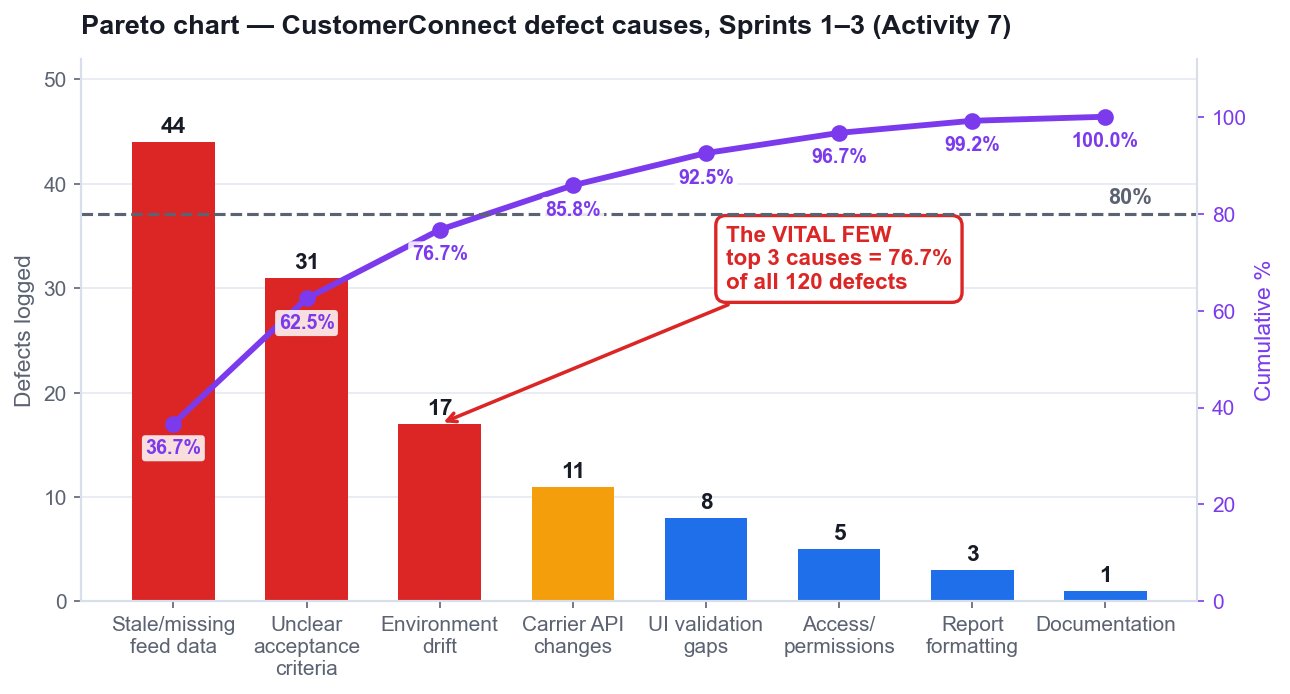 Pareto chart — CustomerConnect defect causes, Sprints 1–3 (Activity 7)
Defects logged
50
40
30
20
10
0
44
31
17
11
8
5
3
1
36.7%
62.5%
76.7%
85.8%
92.5%
96.7%
99.2%
100.0%
80%
The VITAL FEW
top 3 causes = 76.7%
of all 120 defects
100
80
60
40
20
0
Cumulative %
Stale/missing
feed data
Unclear
acceptance
criteria
Environment
drift
Carrier API
changes
UI validation
gaps
Access/
permissions
Report
formatting
Documentation